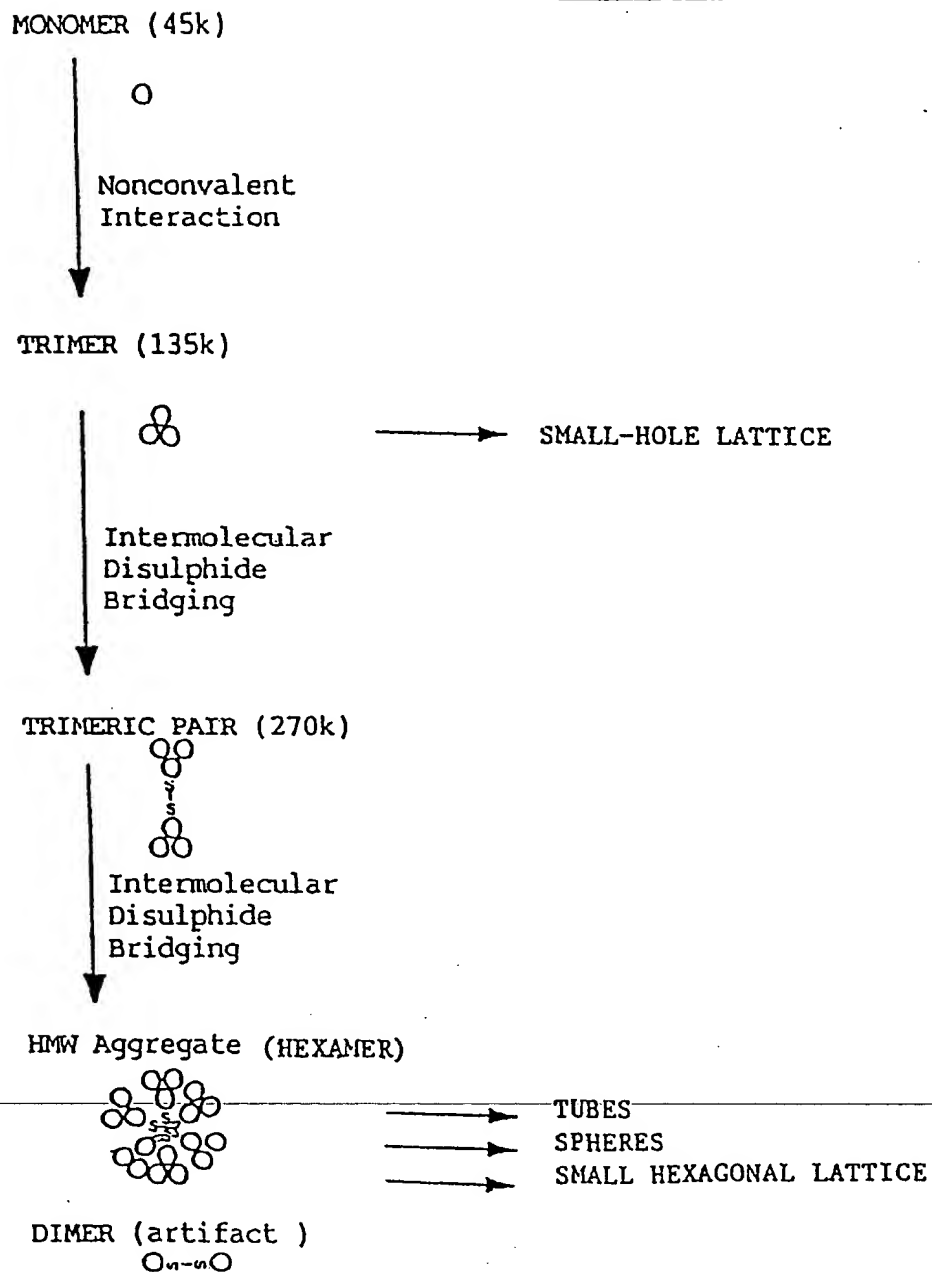 MONOMER (45k)
Nonconvalent
Interaction
TRIMER (135k)
SMALL-HOLE LATTICE
Intermolecular
Disulphide
Bridging
TRIMERIC PAIR (270k)
S
S
Intermolecular
Disulphide
Bridging
HMW Aggregate (HEXAMER)
TUBES
SPHERES
SMALL HEXAGONAL LATTICE
DIMER (artifact )
S-S